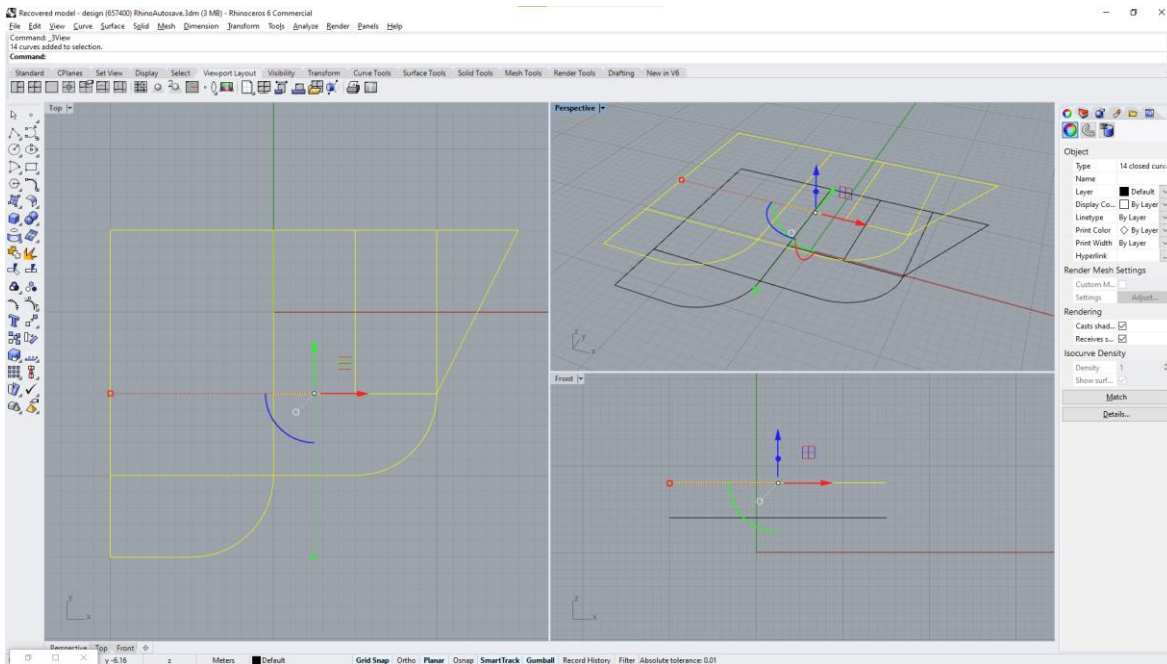 Recovered model - design (657400) RhinoAutosave.3dm (3 MB) - Rhinoceros 6 Commercial
File Edit View Curve Surface Solid Mesh Dimension Transform Tools Analyze Render Panels Help
Command: _3View
14 curves added to selection.
Command:
Standard CPlanes Set View Display Select Viewport Layout Visibility Transform Curve Tools Surface Tools Solid Tools Mesh Tools Render Tools Drafting New in V6
Top
Perspective
Object
Type 14 closed curv
Name
Layer Default
Display Co... By Layer
Linetype By Layer
Print Color By Layer
Print Width By Layer
Hyperlink
Render Mesh Settings
Custom M...
Settings Adjust...
Rendering
Casts shad...
Receives s...
Isocurve Density
Density 1
Show surf...
Match
Details...
z
y
x
Front
z
x
y
x
Perspective Top Front
y -6.16 z Meters Default Grid Snap Ortho Planar Osnap SmartTrack Gumball Record History Filter Absolute tolerance: 0.01